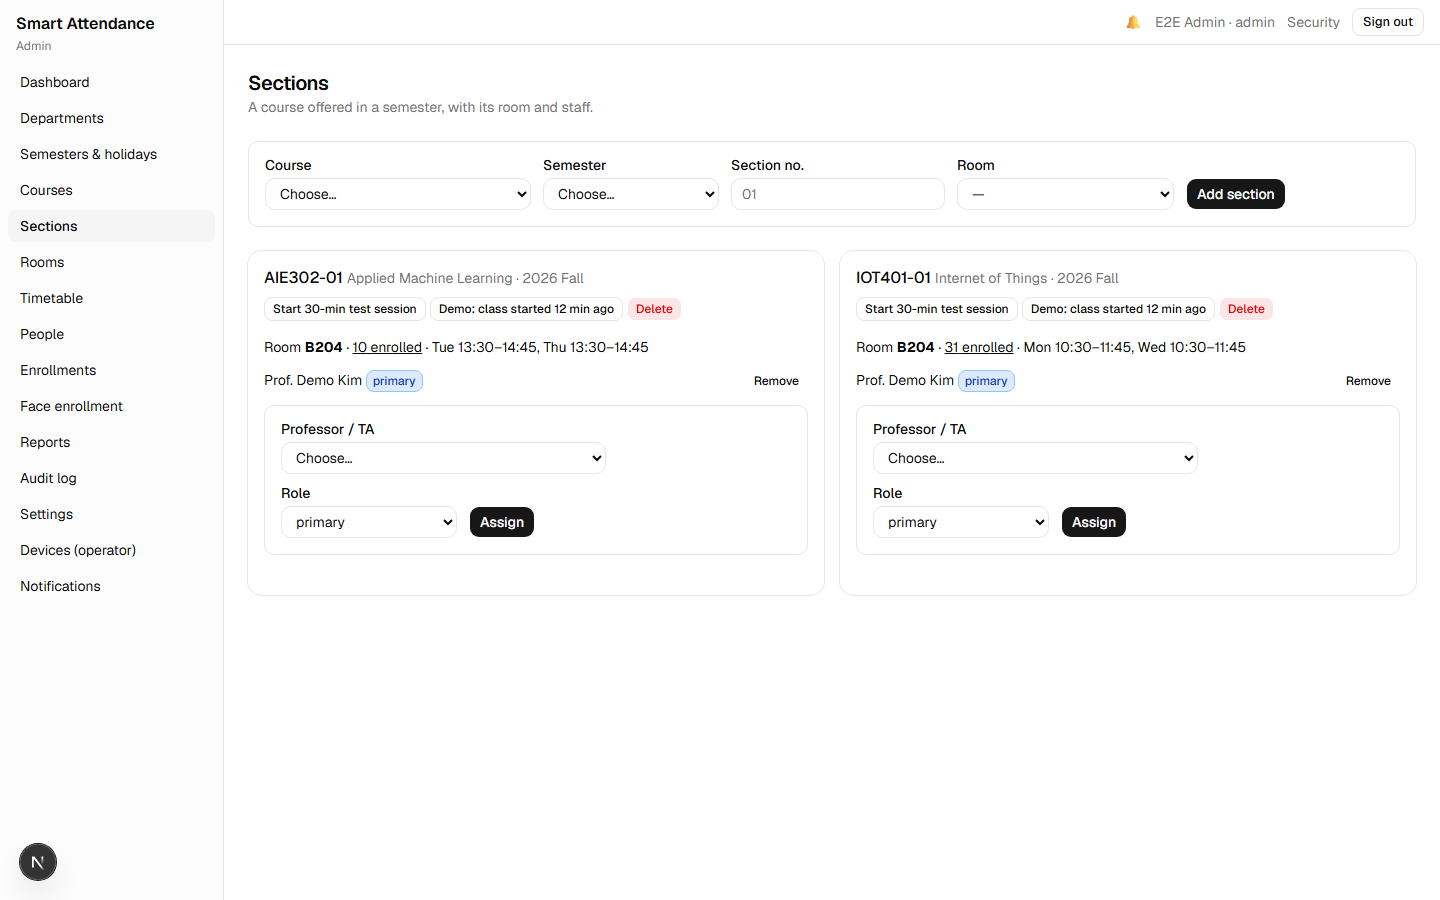 Smart Attendance
Admin
Dashboard
Departments
Semesters & holidays
Courses
Sections
Rooms
Timetable
People
Enrollments
Face enrollment
Reports
Audit log
Settings
Devices (operator)
Notifications
E2E Admin · admin Security Sign out
Sections
A course offered in a semester, with its room and staff.
Course Semester Section no. Room
Choose... Choose... 01 — Add section
AIE302-01 Applied Machine Learning · 2026 Fall
Start 30-min test session Demo: class started 12 min ago Delete
Room B204 · 10 enrolled · Tue 13:30–14:45, Thu 13:30–14:45
Prof. Demo Kim primary Remove
Professor / TA
Choose...
Role
primary Assign
IOT401-01 Internet of Things · 2026 Fall
Start 30-min test session Demo: class started 12 min ago Delete
Room B204 · 31 enrolled · Mon 10:30–11:45, Wed 10:30–11:45
Prof. Demo Kim primary Remove
Professor / TA
Choose...
Role
primary Assign
N